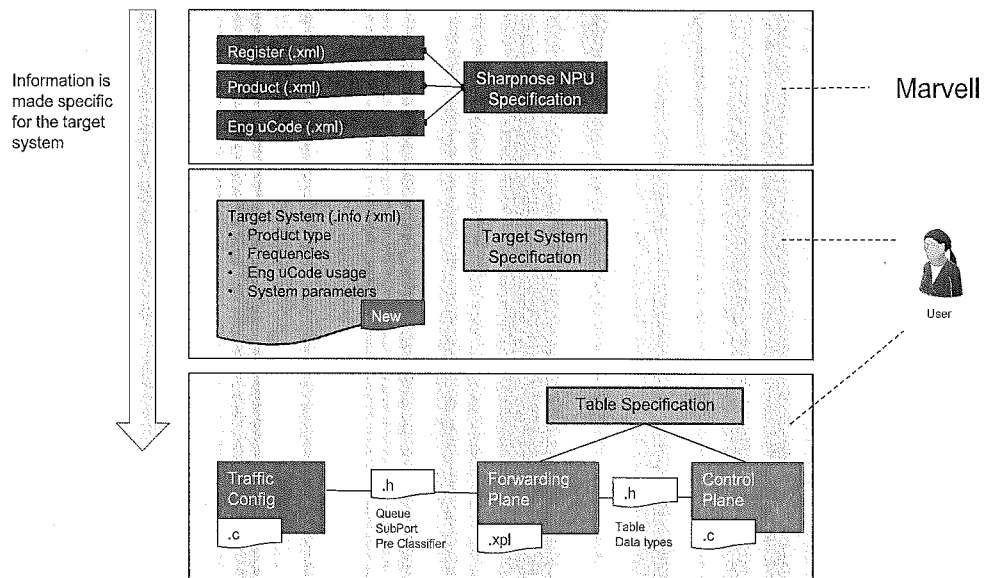 Information is
made specific
for the target
system
Register (.xml)
Product (.xml)
Eng uCode (.xml)
Sharpnose NPU
Specification
Marvell
Target System (.info / xml)
• Product type
• Frequencies
• Eng uCode usage
• System parameters
New
Target System
Specification
User
Table Specification
Traffic
Config
.c
.h
Queue
SubPort
Pre Classifier
Forwarding
Plane
.xpl
.h
Table
Data types
Control
Plane
.c